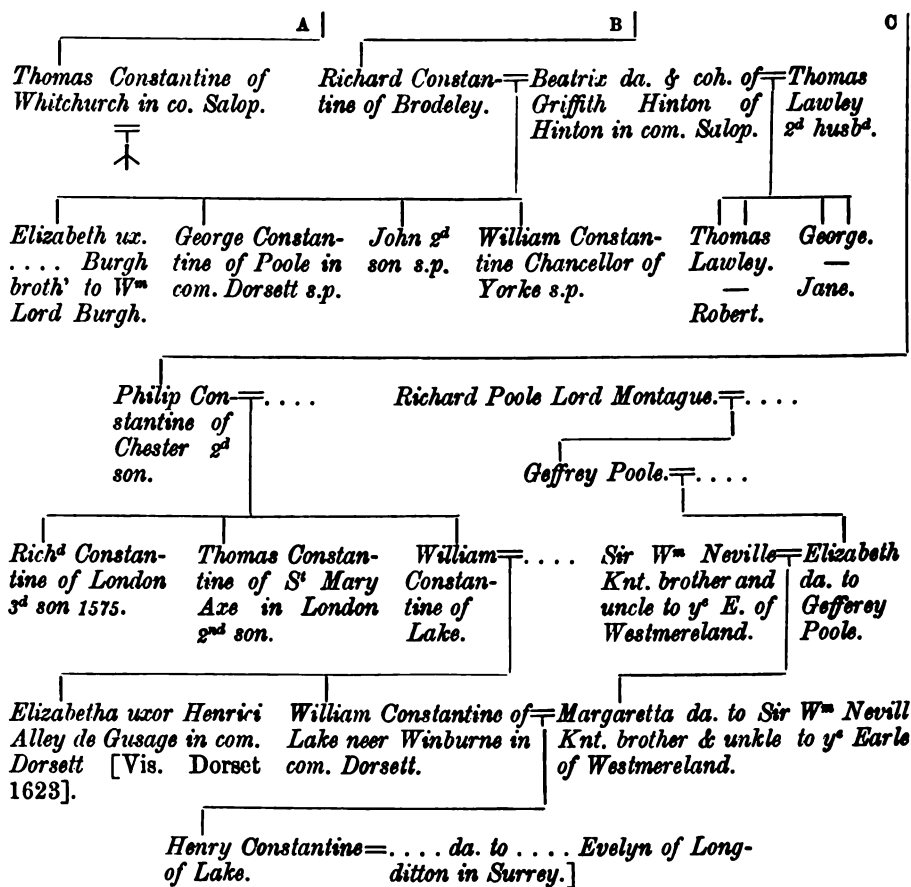 A B C
Thomas Constantine of
Whitchurch in co. Salop.
Richard Constan-
tine of Brodeley.
Beatrix da. & coh. of
Griffith Hinton of
Hinton in com. Salop.
Thomas
Lawley
2ᵈ husbᵈ.
Elizabeth ux.
. . . . Burgh
broth' to Wᵐ
Lord Burgh.
George Constan-
tine of Poole in
com. Dorsett s.p.
John 2ᵈ
son s.p.
William Constan-
tine Chancellor of
Yorke s.p.
Thomas
Lawley.
—
Robert.
George.
—
Jane.
Philip Con-
stantine of
Chester 2ᵈ
son.
. . . .
Richard Poole Lord Montague.
. . . .
Geffrey Poole.
. . . .
Richᵈ Constan-
tine of London
3ᵈ son 1575.
Thomas Constan-
tine of Sᵗ Mary
Axe in London
2ⁿᵈ son.
William
Constan-
tine of
Lake.
. . . .
Sir Wᵐ Neville
Knt. brother and
uncle to yᵉ E. of
Westmereland.
Elizabeth
da. to
Gefferey
Poole.
Elizabetha uxor Henrici
Alley de Gusage in com.
Dorsett [Vis. Dorset
1623].
William Constantine of
Lake neer Winburne in
com. Dorsett.
Margaretta da. to Sir Wᵐ Nevill
Knt. brother & unkle to yᵉ Earle
of Westmereland.
Henry Constantine
of Lake.
. . . . da. to . . . . Evelyn of Long-
ditton in Surrey.]